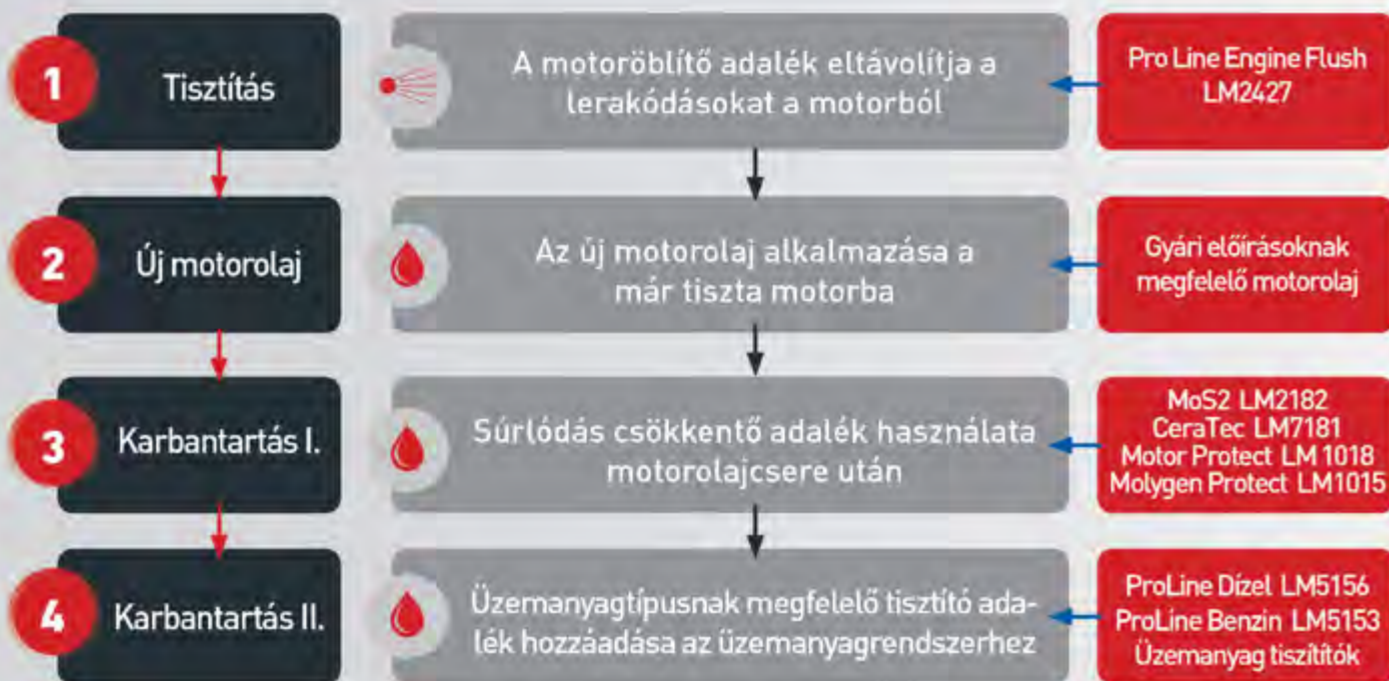 1
Tisztítás
A motoröblítő adalék eltávolítja a
lerakódásokat a motorból
Pro Line Engine Flush
LM2427
2
Új motorolaj
Az új motorolaj alkalmazása a
már tiszta motorba
Gyári előírásoknak
megfelelő motorolaj
3
Karbantartás I.
Súrlódás csökkentő adalék használata
motorolajcsere után
MoS2 LM2182
CeraTec LM7181
Motor Protect LM 1018
Molygen Protect LM1015
4
Karbantartás II.
Üzemanyagtípusnak megfelelő tisztító ada-
lék hozzáadása az üzemanyagrendszerhez
ProLine Dízel LM5156
ProLine Benzin LM5153
Üzemanyag tiszítítók